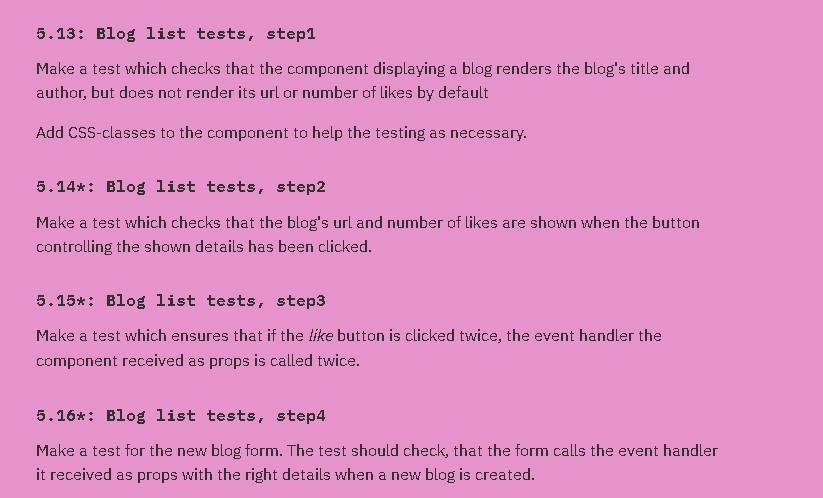 5.13: Blog list tests, step1
Make a test which checks that the component displaying a blog renders the blog's title and
author, but does not render its url or number of likes by default
Add CSS-classes to the component to help the testing as necessary.
5.14*: Blog list tests, step2
Make a test which checks that the blog's url and number of likes are shown when the button
controlling the shown details has been clicked.
5.15*: Blog list tests, step3
Make a test which ensures that if the like button is clicked twice, the event handler the
component received as props is called twice.
5.16*: Blog list tests, step4
Make a test for the new blog form. The test should check, that the form calls the event handler
it received as props with the right details when a new blog is created.